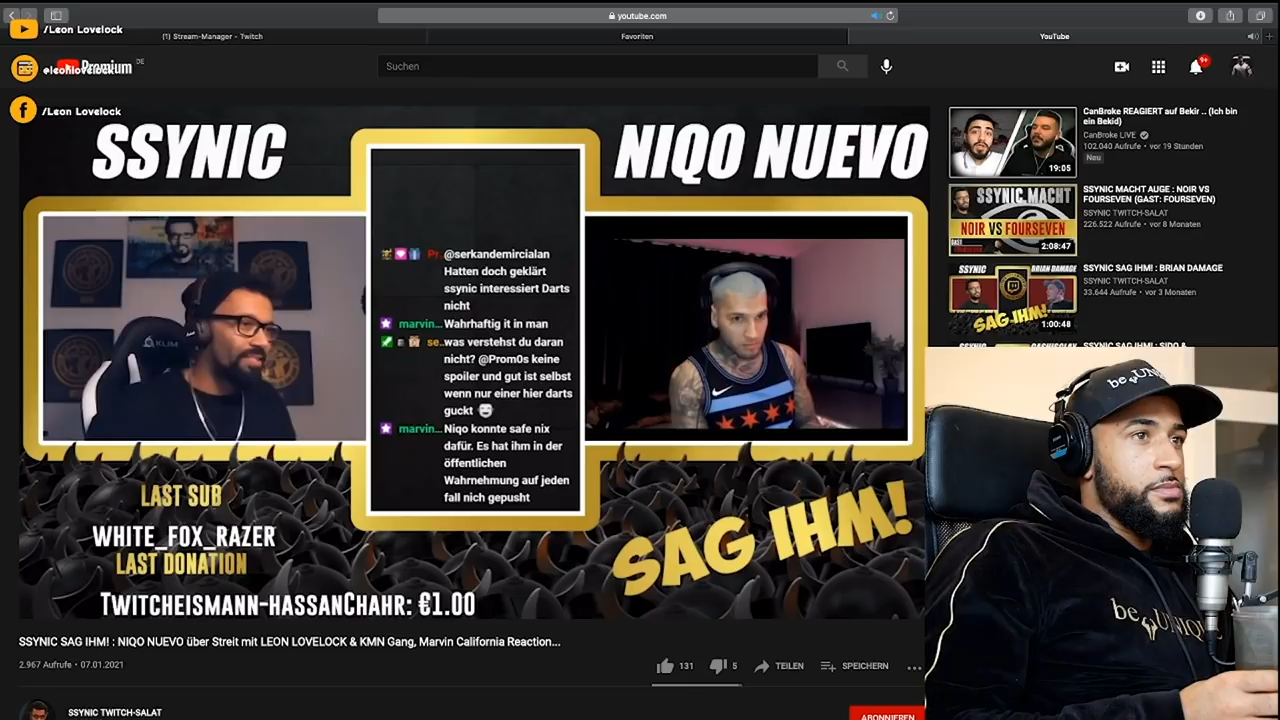 youtube.com
/Leon Lovelock
(1) Stream-Manager - Twitch
Favoriten
YouTube
@leonlovelock
Premium
DE
Suchen
9+
/Leon Lovelock
SSYNIC
NIQO NUEVO
KLIM
@serkandemircialan
Hatten doch geklärt
ssynic interessiert Darts
nicht
marvin... Wahrhaftig it in man
se.. was verstehst du daran
nicht? @Prom0s keine
spoiler und gut ist selbst
wenn nur einer hier darts
guckt
marvin... Niqo konnte safe nix
dafür. Es hat ihm in der
öffentlichen
Wahrnehmung auf jeden
fall nich gepusht
LAST SUB
WHITE_FOX_RAZER
LAST DONATION
TWITCHEISMANN-HASSANCHAHR: €1.00
SAG IHM!
SSYNIC SAG IHM! : NIQO NUEVO über Streit mit LEON LOVELOCK & KMN Gang, Marvin California Reaction...
2.967 Aufrufe • 07.01.2021
131
5
TEILEN
SPEICHERN
SSYNIC TWITCH-SALAT
ABONNIEREN
19:05
CanBroke REAGIERT auf Bekir .. (Ich bin
ein Bekid)
CanBroke LIVE
102.040 Aufrufe • vor 19 Stunden
Neu
SSYNIC MACHT AUGE
NOIR VS FOURSEVEN
2:08:47
SSYNIC MACHT AUGE : NOIR VS
FOURSEVEN (GAST: FOURSEVEN)
SSYNIC TWITCH-SALAT
226.522 Aufrufe • vor 8 Monaten
SSYNIC
BRIAN DAMAGE
SAG IHM!
1:00:48
SSYNIC SAG IHM! : BRIAN DAMAGE
SSYNIC TWITCH-SALAT
33.644 Aufrufe • vor 3 Monaten
be UNIQUE